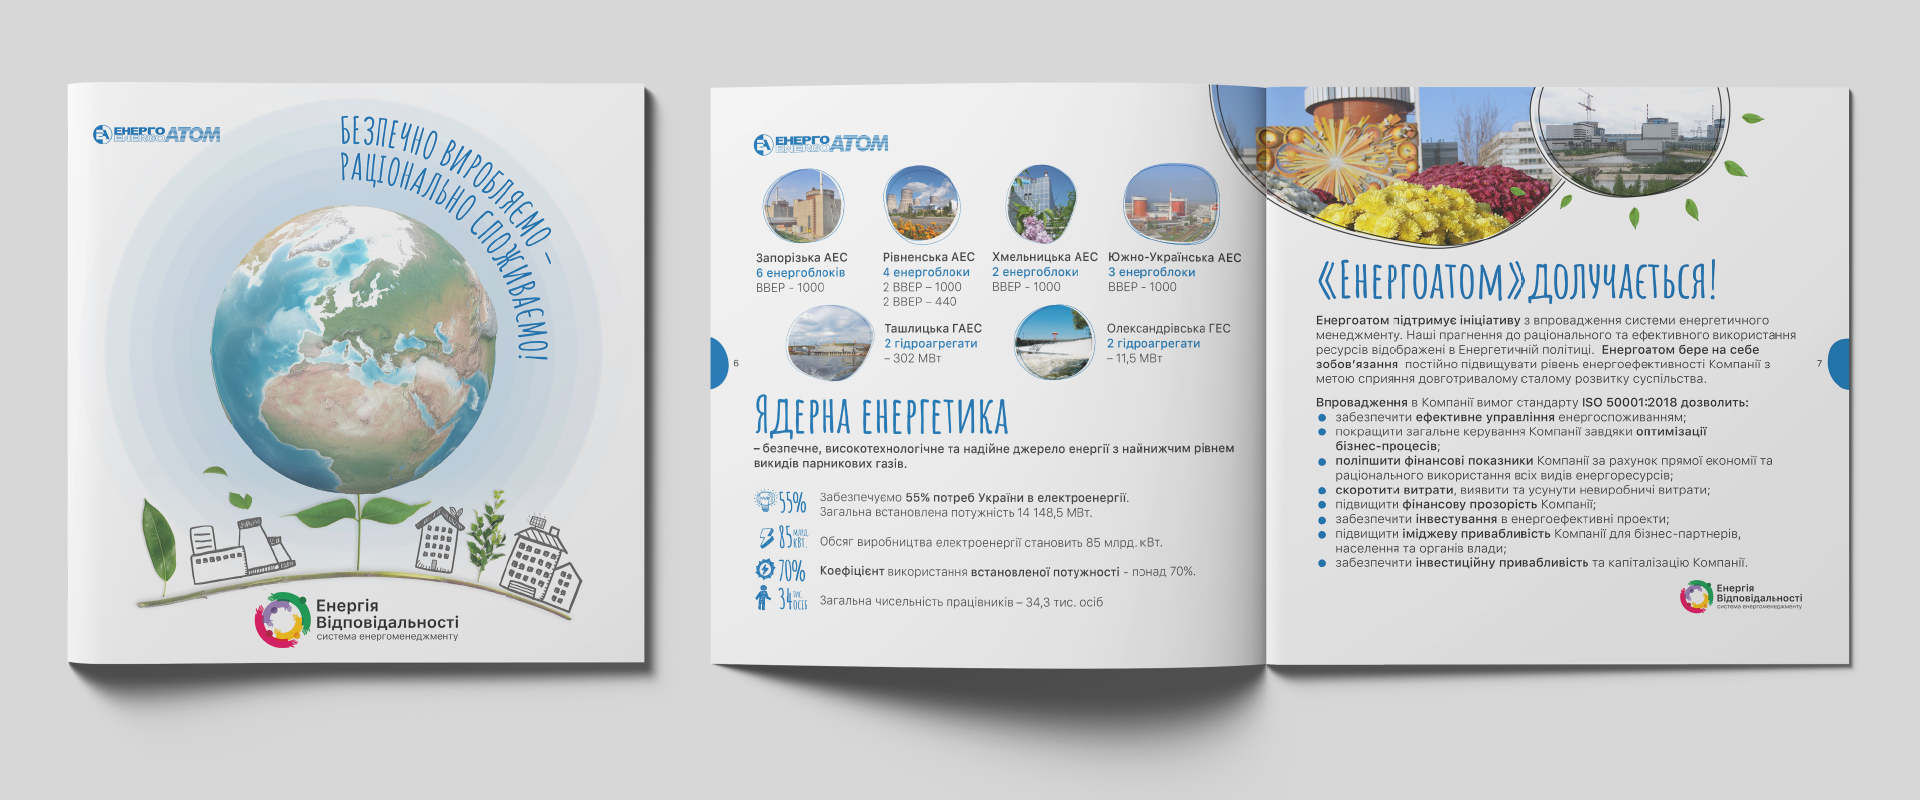 ЕНЕРГО АТОМ
ENERGO
БЕЗПЕЧНО ВИРОБЛЯЄМО –
РАЦІОНАЛЬНО СПОЖИВАЄМО!
Енергія
Відповідальності
система енергоменеджменту
ЕНЕРГО АТОМ
ENERGO
Запорізька АЕС
6 енергоблоків
ВВЕР - 1000
Рівненська АЕС
4 енергоблоки
2 ВВЕР – 1000
2 ВВЕР – 440
Хмельницька АЕС
2 енергоблоки
ВВЕР - 1000
Южно-Українська АЕС
3 енергоблоки
ВВЕР - 1000
Ташлицька ГАЕС
2 гідроагрегати
– 302 МВт
Олександрівська ГЕС
2 гідроагрегати
– 11,5 МВт
6
Ядерна енергетика
– безпечне, високотехнологічне та надійне джерело енергії з найнижчим рівнем
викидів парникових газів.
55%
Забезпечуємо 55% потреб України в електроенергії.
Загальна встановлена потужність 14 148,5 МВт.
85 млрд. кВт.
Обсяг виробництва електроенергії становить 85 млрд. кВт.
70%
Коефіцієнт використання встановленої потужності - понад 70%.
34 тис. осіб
Загальна чисельність працівників – 34,3 тис. осіб
«Енергоатом» долучається!
Енергоатом підтримує ініціативу з впровадження системи енергетичного
менеджменту. Наші прагнення до раціонального та ефективного використання
ресурсів відображені в Енергетичній політиці. Енергоатом бере на себе
зобов'язання постійно підвищувати рівень енергоефективності Компанії з
метою сприяння довготривалому сталому розвитку суспільства.
7
Впровадження в Компанії вимог стандарту ISO 50001:2018 дозволить:
● забезпечити ефективне управління енергоспоживанням;
● покращити загальне керування Компанії завдяки оптимізації
бізнес-процесів;
● поліпшити фінансові показники Компанії за рахунок прямої економії та
раціонального використання всіх видів енергоресурсів;
● скоротити витрати, виявити та усунути невиробничі витрати;
● підвищити фінансову прозорість Компанії;
● забезпечити інвестування в енергоефективні проекти;
● підвищити іміджеву привабливість Компанії для бізнес-партнерів,
населення та органів влади;
● забезпечити інвестиційну привабливість та капіталізацію Компанії.
Енергія
Відповідальності
система енергоменеджменту